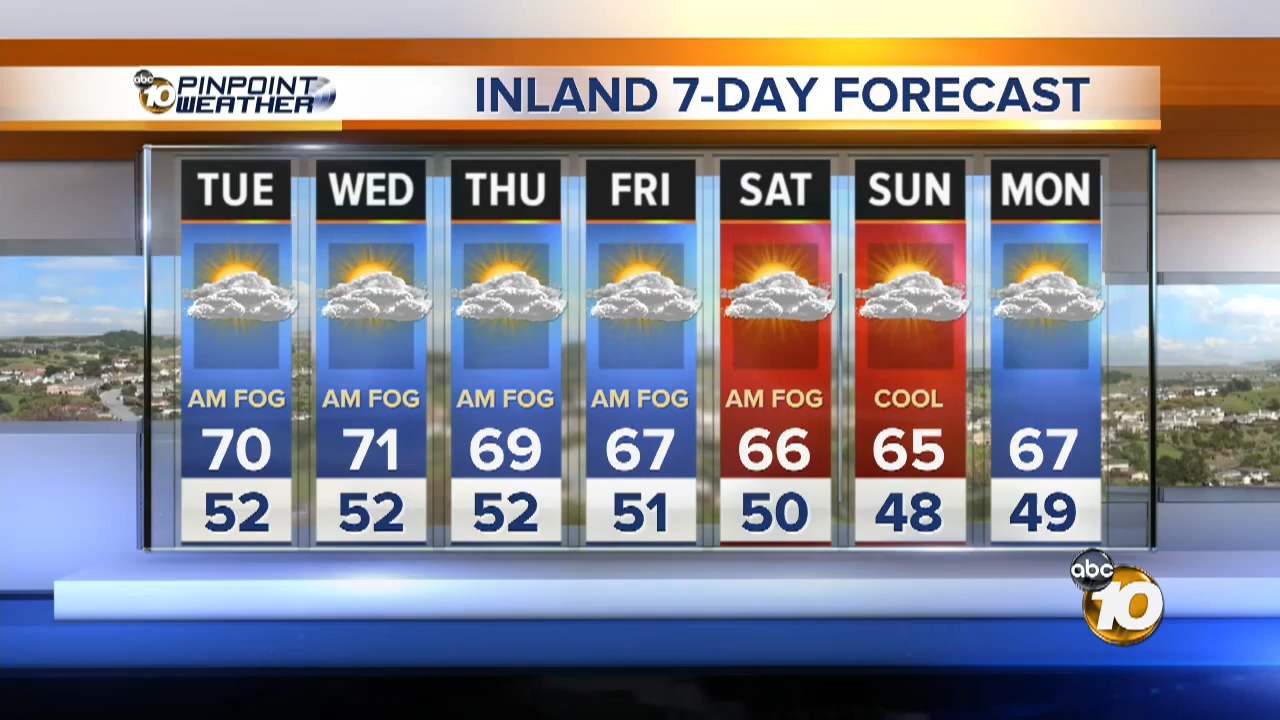 abc
10
PINPOINT
WEATHER
INLAND 7-DAY FORECAST
TUE WED THU FRI SAT SUN MON
AM FOG AM FOG AM FOG AM FOG AM FOG COOL
70 71 69 67 66 65 67
52 52 52 51 50 48 49
abc
10